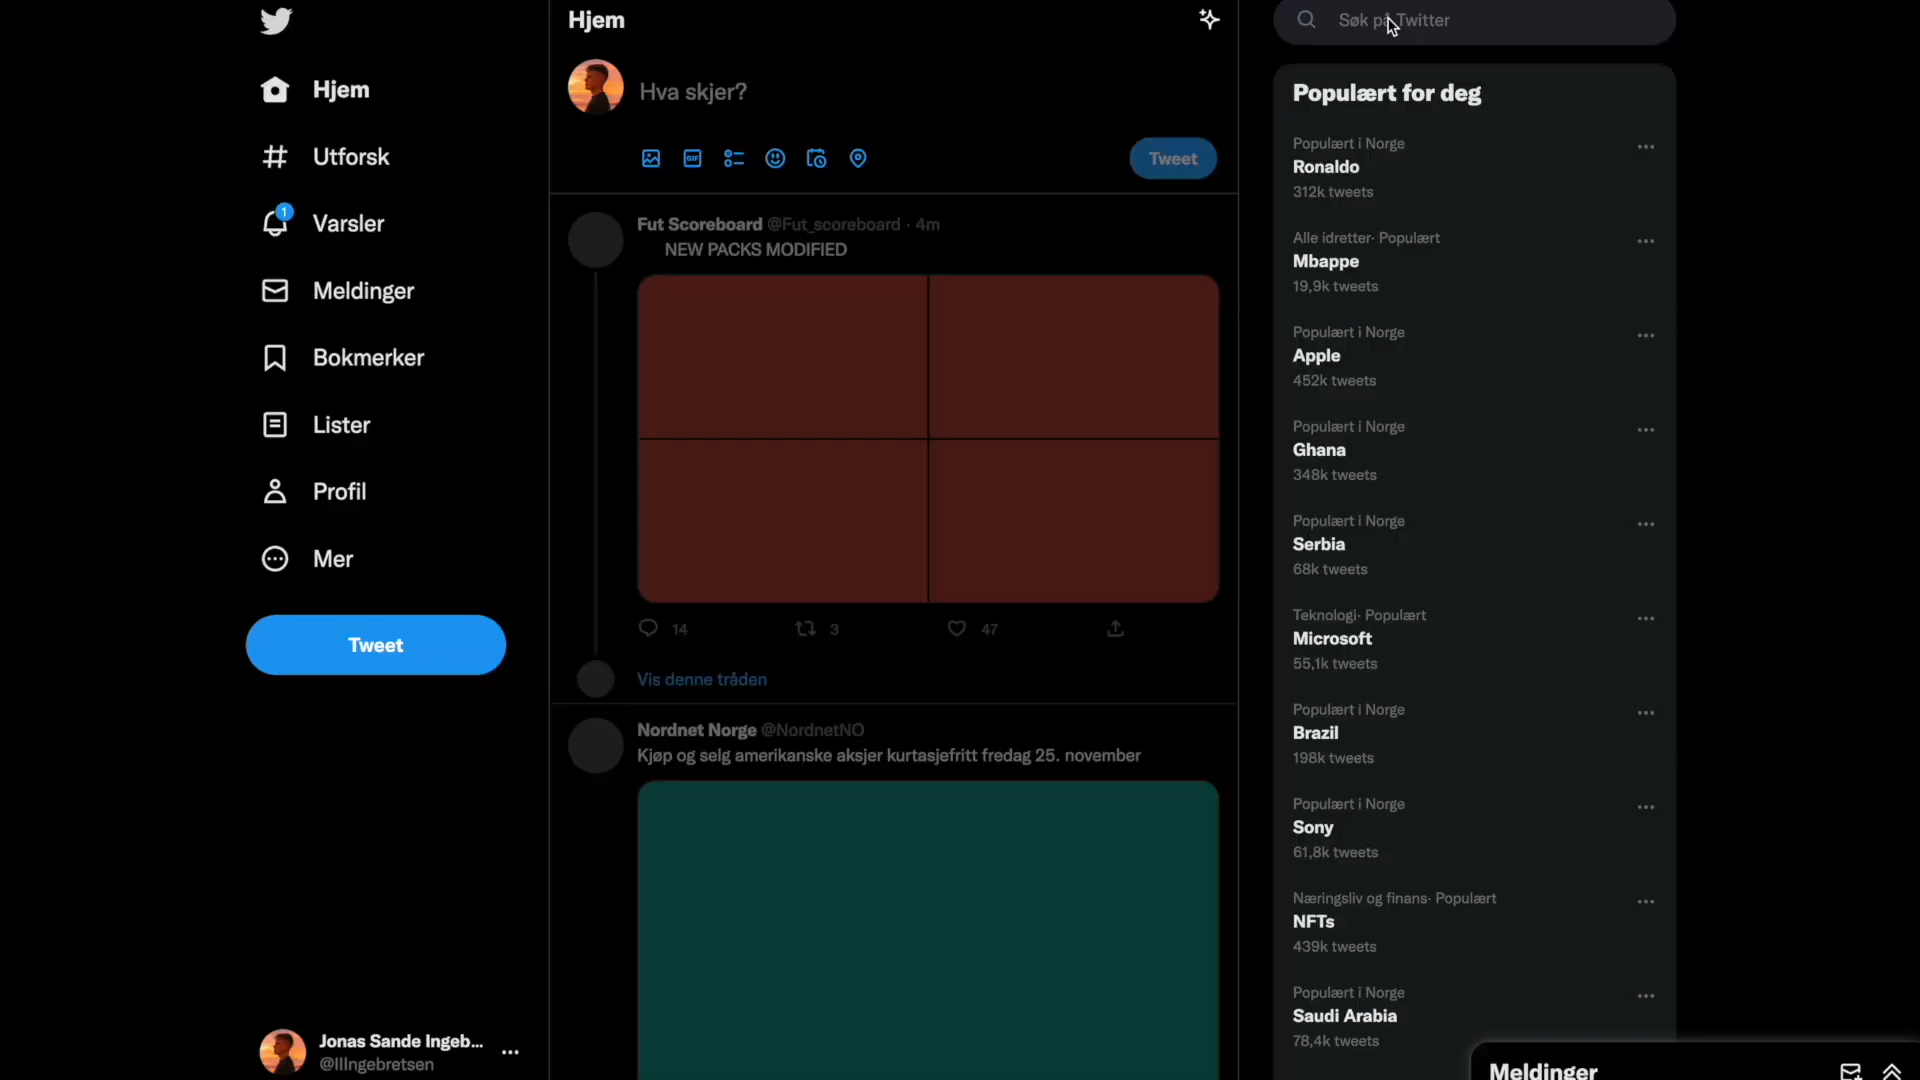 Hjem
Utforsk
1
Varsler
Meldinger
Bokmerker
Lister
Profil
Mer
Tweet
Jonas Sande Ingeb...
@lllngebretsen
Hjem
Hva skjer?
GIF
Tweet
Fut Scoreboard @Fut_scoreboard · 4m
NEW PACKS MODIFIED
14 3 47
Vis denne tråden
Nordnet Norge @NordnetNO
Kjøp og selg amerikanske aksjer kurtasjefritt fredag 25. november
Søk på Twitter
Populært for deg
Populært i Norge
Ronaldo
312k tweets
Alle idretter· Populært
Mbappe
19,9k tweets
Populært i Norge
Apple
452k tweets
Populært i Norge
Ghana
348k tweets
Populært i Norge
Serbia
68k tweets
Teknologi· Populært
Microsoft
55,1k tweets
Populært i Norge
Brazil
198k tweets
Populært i Norge
Sony
61,8k tweets
Næringsliv og finans· Populært
NFTs
439k tweets
Populært i Norge
Saudi Arabia
78,4k tweets
Meldinger